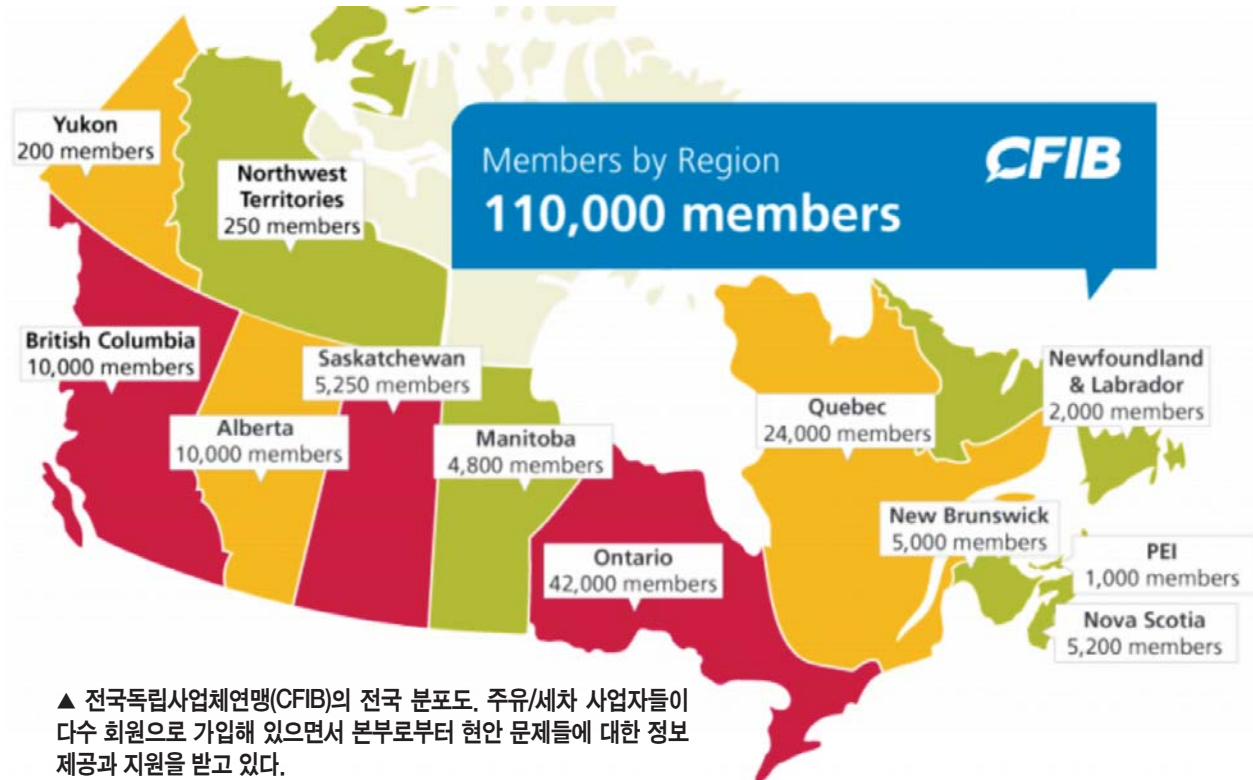 Yukon
200 members
Northwest
Territories
250 members
Members by Region
110,000 members
CFIB
British Columbia
10,000 members
Alberta
10,000 members
Saskatchewan
5,250 members
Manitoba
4,800 members
Ontario
42,000 members
Quebec
24,000 members
Newfoundland
& Labrador
2,000 members
New Brunswick
5,000 members
PEI
1,000 members
Nova Scotia
5,200 members
▲ 전국독립사업체연맹(CFIB)의 전국 분포도. 주유/세차 사업자들이
다수 회원으로 가입해 있으면서 본부로부터 현안 문제들에 대한 정보
제공과 지원을 받고 있다.